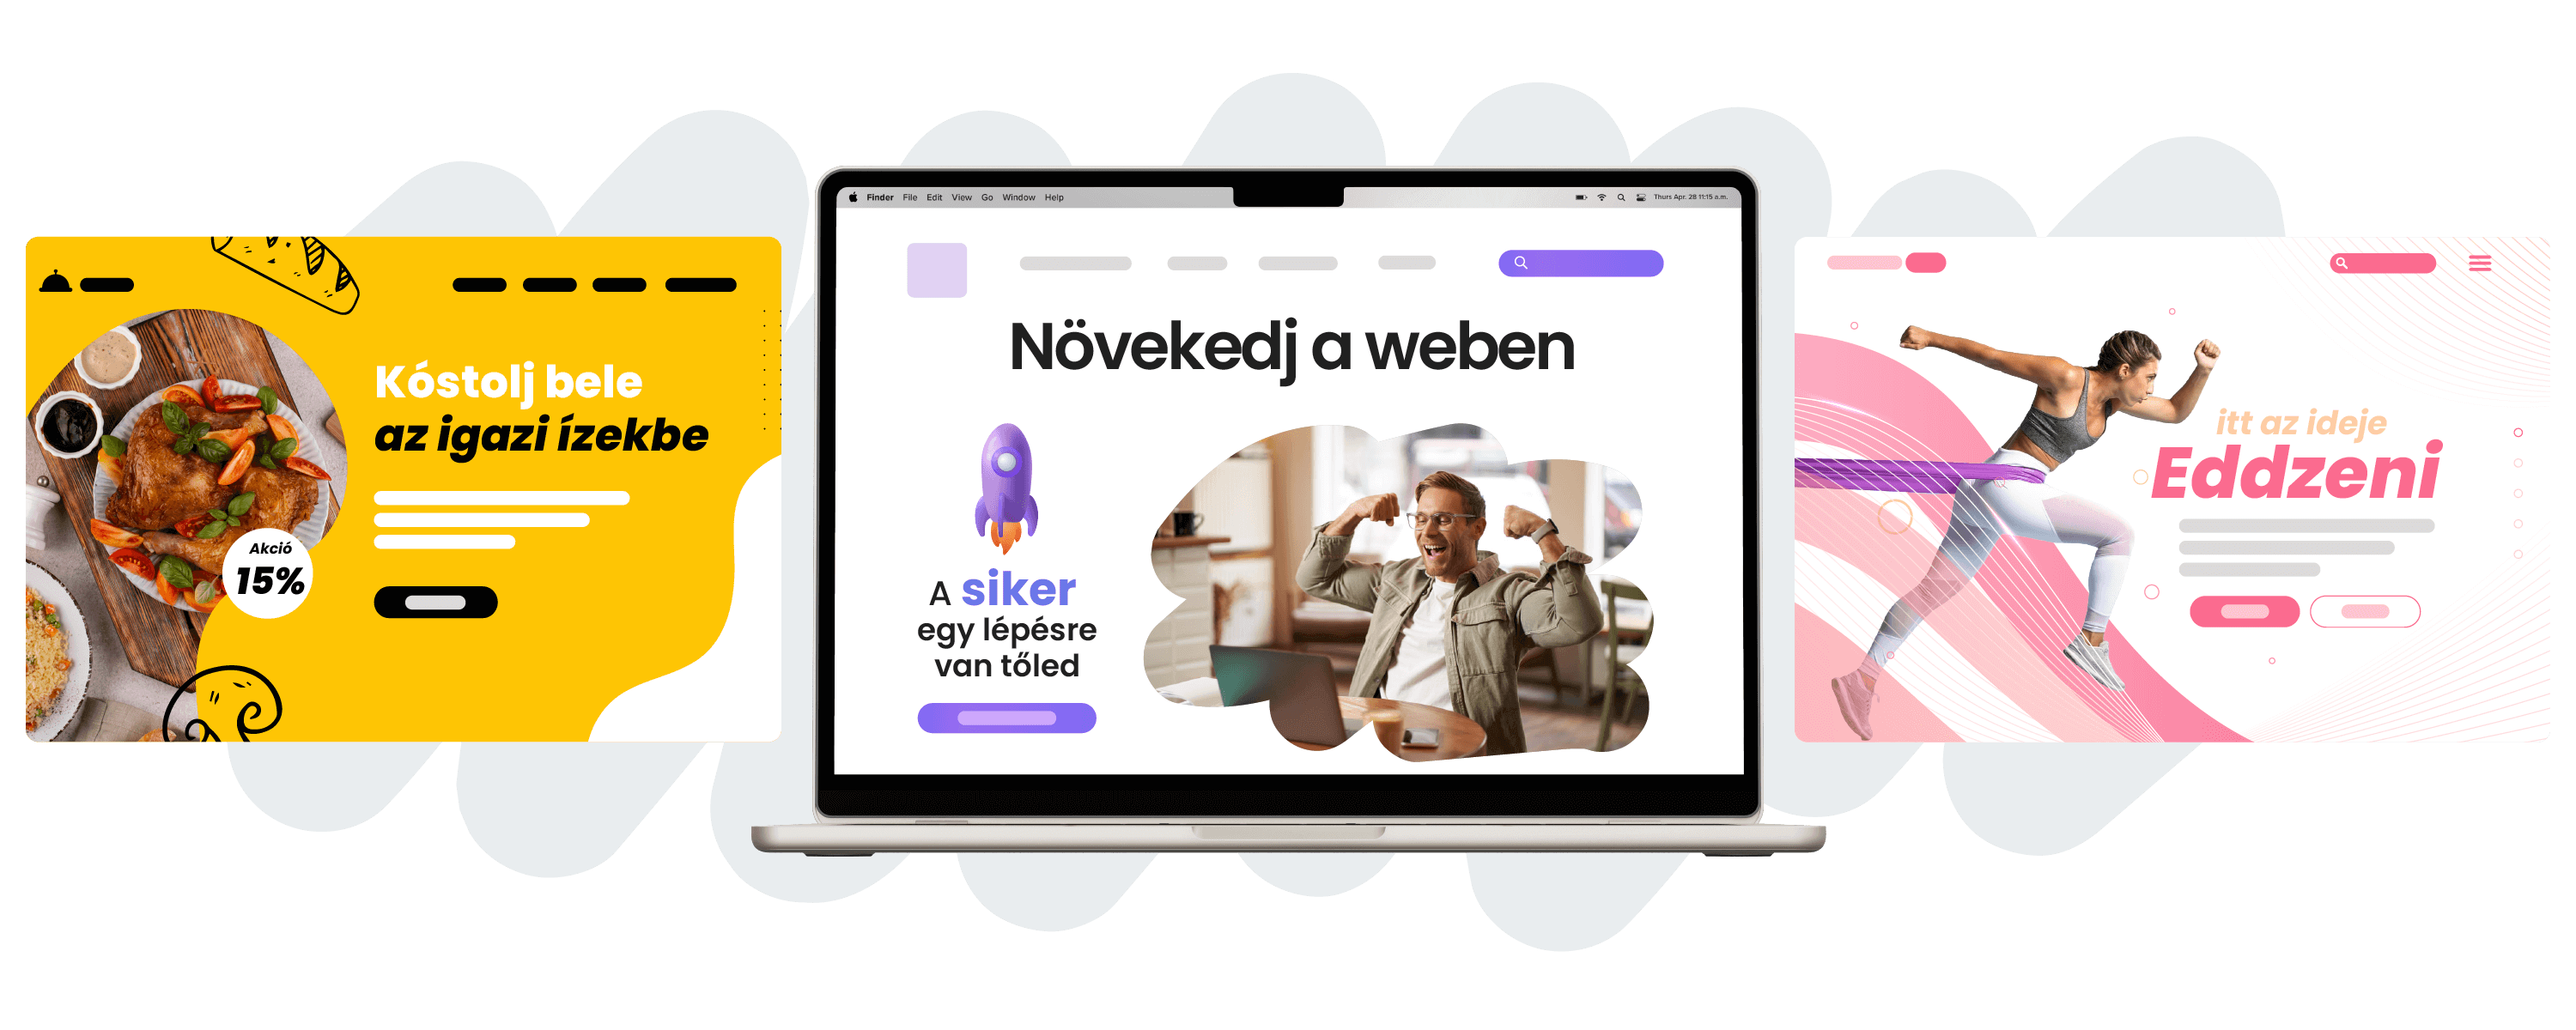 Kóstolj bele
az igazi ízekbe
Akció
15%
Finder File Edit View Go Window Help
Thurs Apr. 28 11:15 a.m.
Növekedj a weben
A siker
egy lépésre
van tőled
itt az ideje
Eddzeni